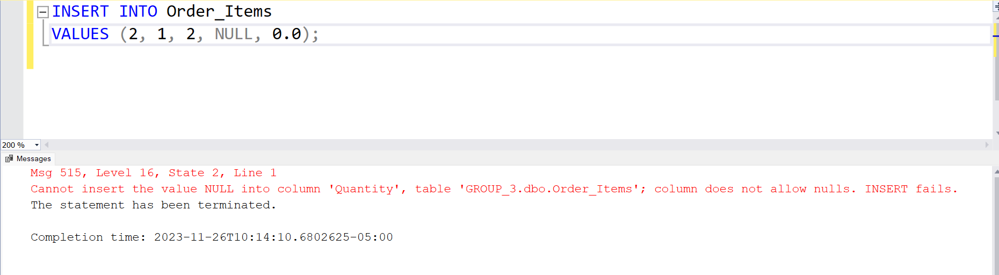 INSERT INTO Order_Items
VALUES (2, 1, 2, NULL, 0.0);
200 %
Messages
Msg 515, Level 16, State 2, Line 1
Cannot insert the value NULL into column 'Quantity', table 'GROUP_3.dbo.Order_Items'; column does not allow nulls. INSERT fails.
The statement has been terminated.
Completion time: 2023-11-26T10:14:10.6802625-05:00